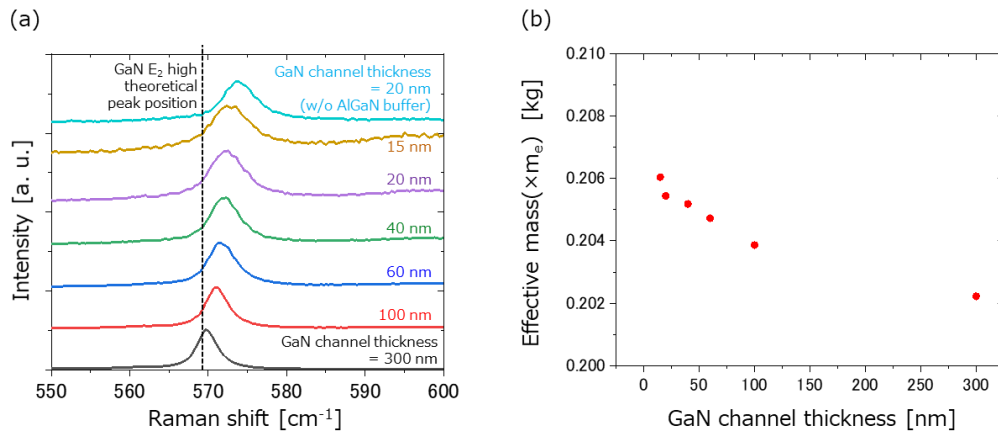 (a)
GaN E₂ high
theoretical
peak position
GaN channel thickness
= 20 nm
(w/o AlGaN buffer)
15 nm
20 nm
40 nm
60 nm
100 nm
GaN channel thickness
= 300 nm
Intensity [a. u.]
550 560 570 580 590 600
Raman shift [cm⁻¹]
(b)
0.210
0.208
0.206
0.204
0.202
0.200
Effective mass(×mₑ) [kg]
0 50 100 150 200 250 300
GaN channel thickness [nm]